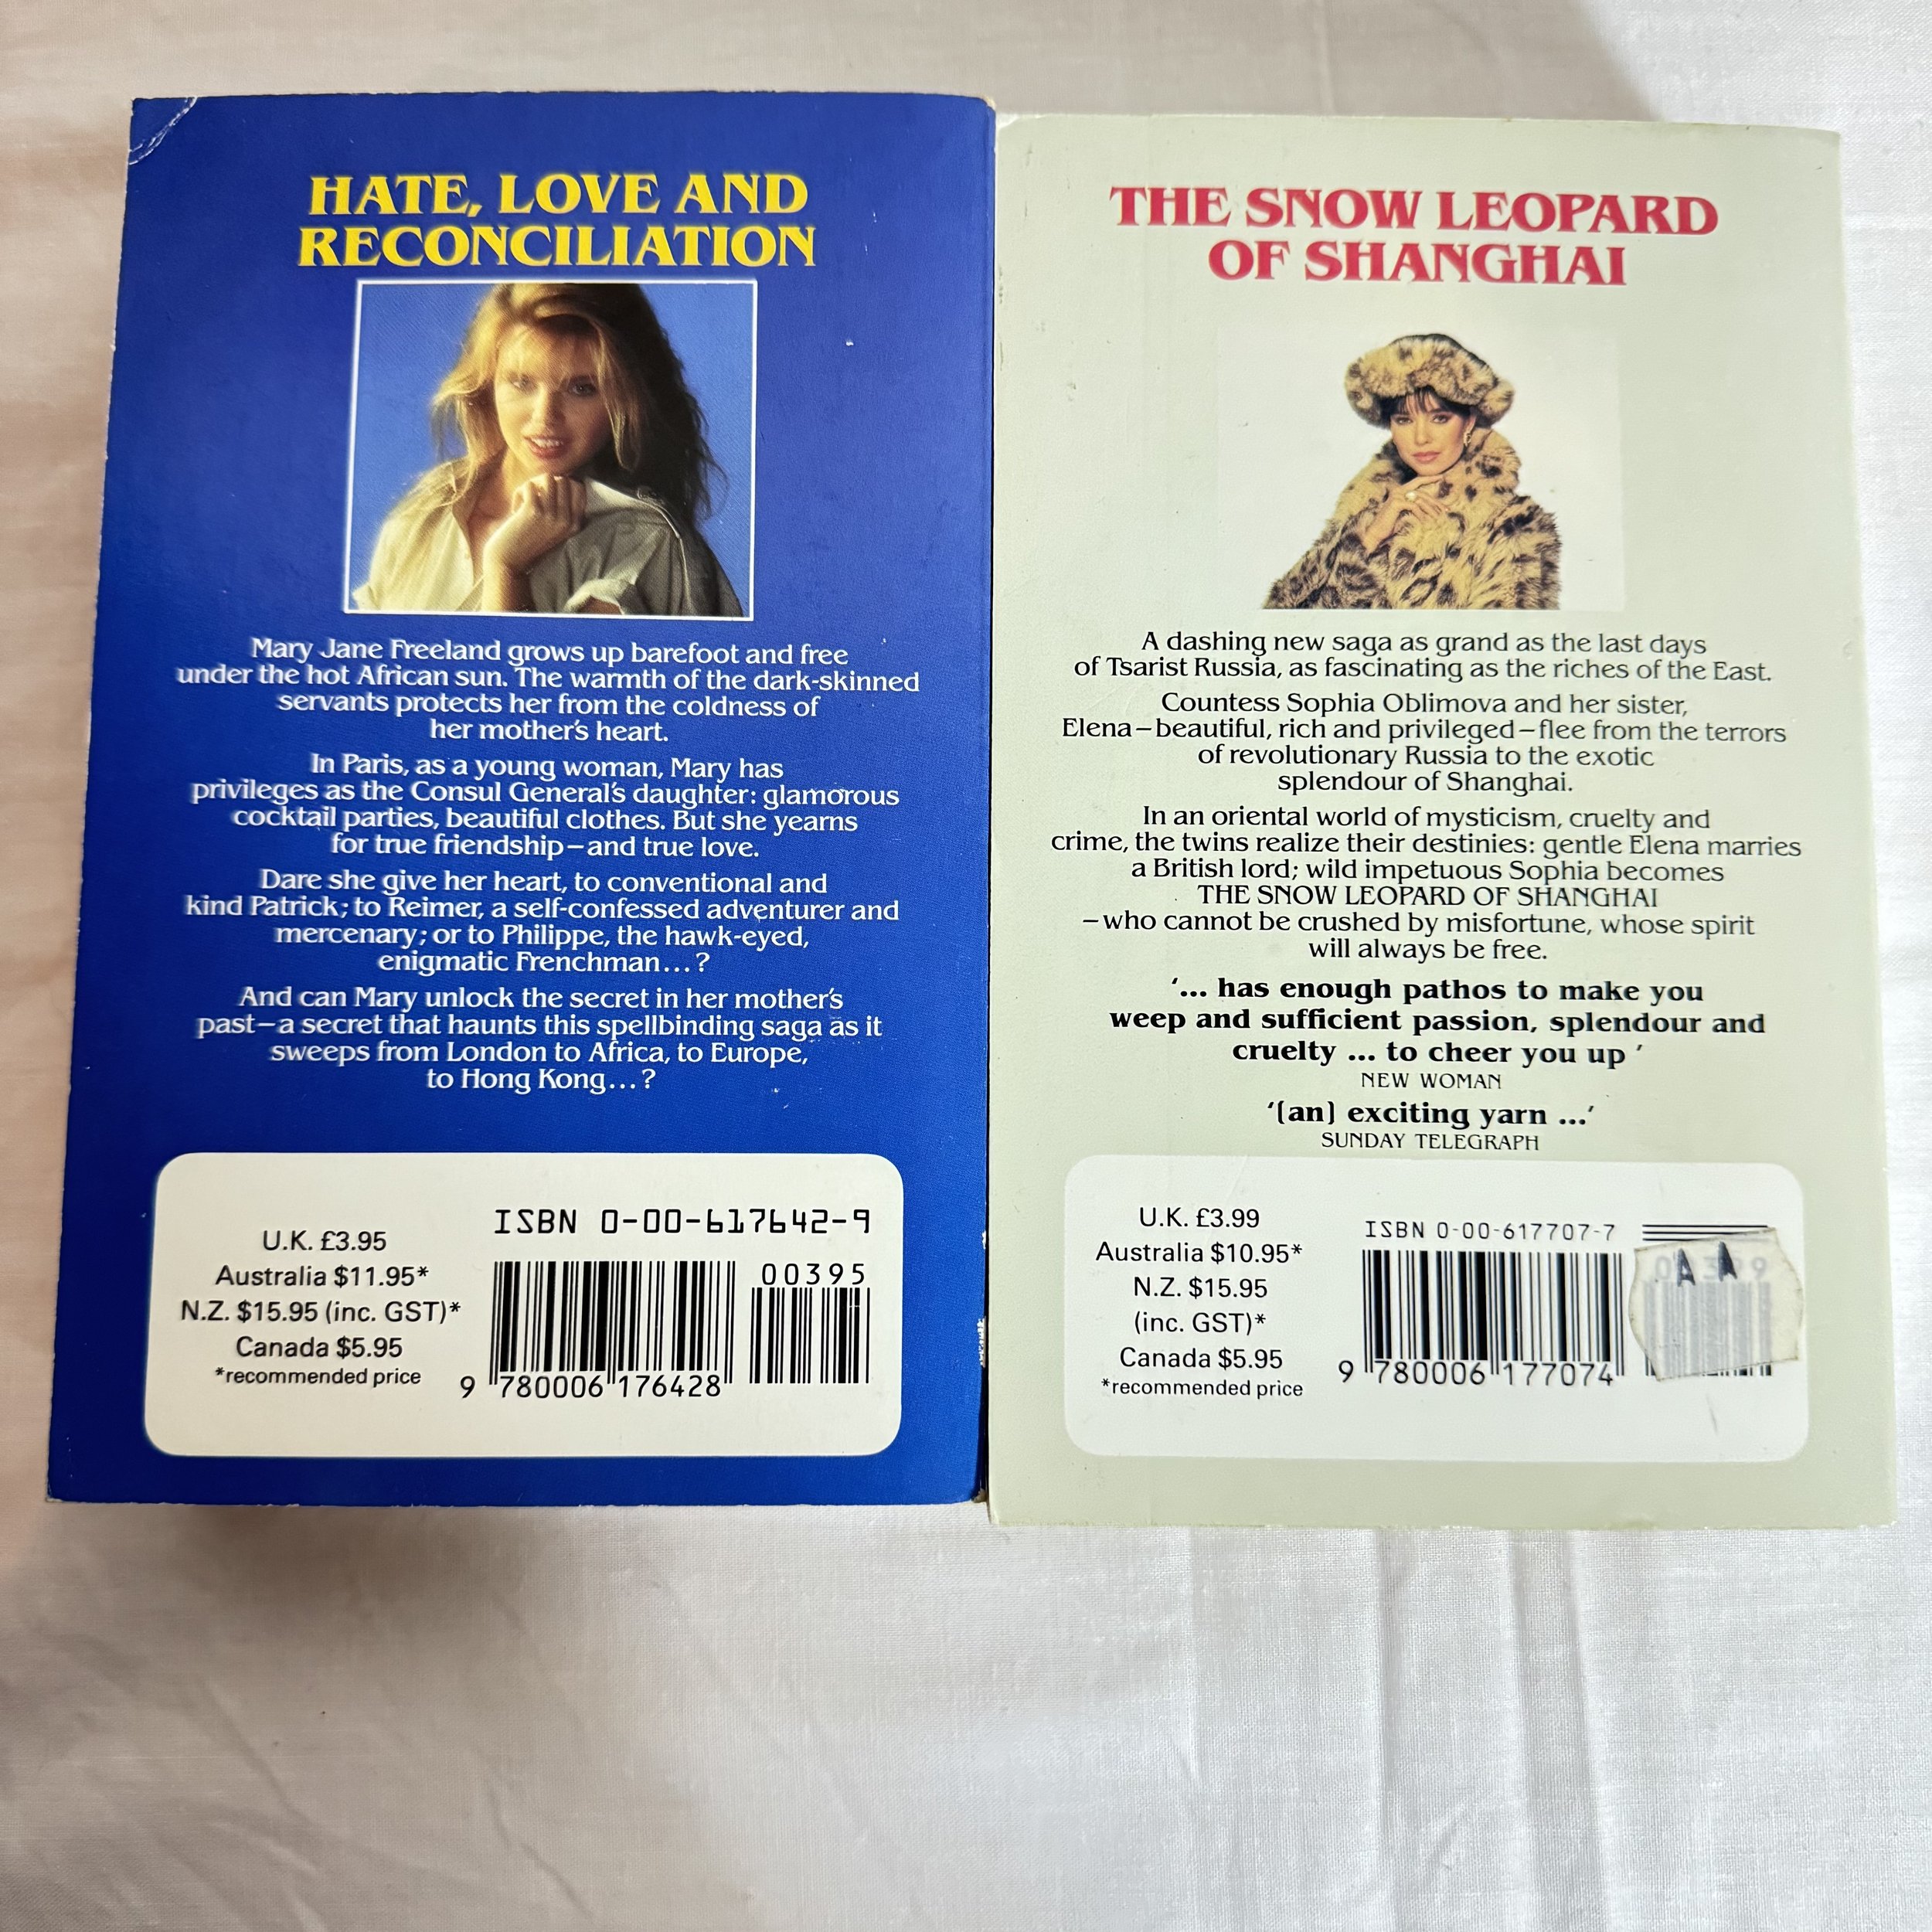 HATE, LOVE AND
RECONCILIATION
Mary Jane Freeland grows up barefoot and free
under the hot African sun. The warmth of the dark-skinned
servants protects her from the coldness of
her mother's heart.
In Paris, as a young woman, Mary has
privileges as the Consul General's daughter: glamorous
cocktail parties, beautiful clothes. But she yearns
for true friendship–and true love.
Dare she give her heart, to conventional and
kind Patrick; to Reimer, a self-confessed adventurer and
mercenary; or to Philippe, the hawk-eyed,
enigmatic Frenchman...?
And can Mary unlock the secret in her mother's
past–a secret that haunts this spellbinding saga as it
sweeps from London to Africa, to Europe,
to Hong Kong...?
U.K. £3.95
Australia $11.95*
N.Z. $15.95 (inc. GST)*
Canada $5.95
*recommended price
ISBN 0-00-617642-9
00395
9 780006 176428
THE SNOW LEOPARD
OF SHANGHAI
A dashing new saga as grand as the last days
of Tsarist Russia, as fascinating as the riches of the East.
Countess Sophia Oblimova and her sister,
Elena–beautiful, rich and privileged–flee from the terrors
of revolutionary Russia to the exotic
splendour of Shanghai.
In an oriental world of mysticism, cruelty and
crime, the twins realize their destinies: gentle Elena marries
a British lord; wild impetuous Sophia becomes
THE SNOW LEOPARD OF SHANGHAI
–who cannot be crushed by misfortune, whose spirit
will always be free.
'... has enough pathos to make you
weep and sufficient passion, splendour and
cruelty ... to cheer you up '
NEW WOMAN
'(an) exciting yarn ...'
SUNDAY TELEGRAPH
U.K. £3.99
Australia $10.95*
N.Z. $15.95
(inc. GST)*
Canada $5.95
*recommended price
ISBN 0-00-617707-7
9 780006 177074
A A